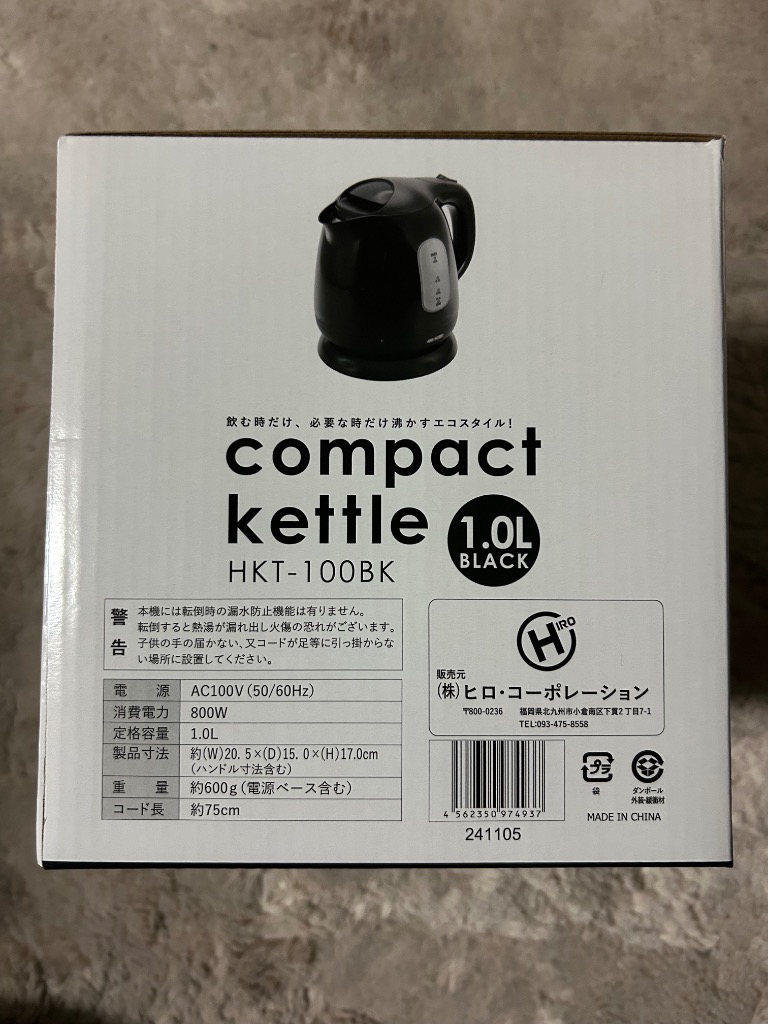 飲む時だけ、必要な時だけ沸かすエコスタイル!
compact
kettle
1.0L
BLACK
HKT-100BK
警告
本機には転倒時の漏水防止機能は有りません。
転倒すると熱湯が漏れ出し火傷の恐れがございます。
子供の手の届かない、又コードが足等に引っ掛からな
い場所に設置してください。
電 源 AC100V(50/60Hz)
消費電力 800W
定格容量 1.0L
製品寸法 約(W)20.5×(D)15.0×(H)17.0cm
(ハンドル寸法含む)
重 量 約600g(電源ベース含む)
コード長 約75cm
HIRO
販売元
(株)ヒロ・コーポレーション
〒800-0236 福岡県北九州市小倉南区下貫2丁目7-1
TEL:093-475-8558
4 562350 974937
241105
プラ
袋
ダンボール
外装・緩衝材
MADE IN CHINA